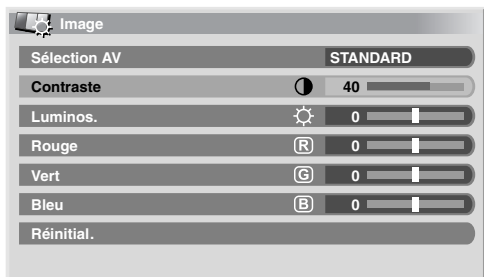 Image
Sélection AV STANDARD
Contraste 40
Luminos. 0
Rouge R 0
Vert G 0
Bleu B 0
Réinitial.